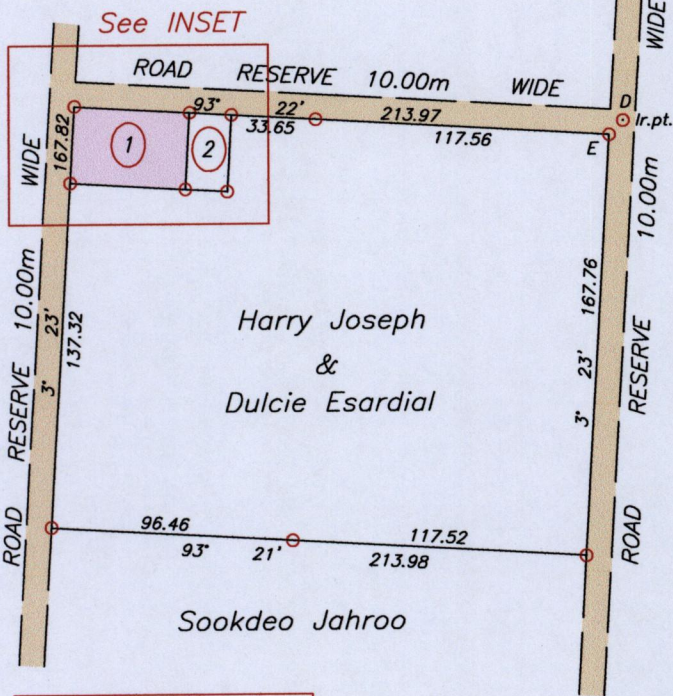 See INSET
WIDE
ROAD RESERVE 10.00m WIDE
D
Ir.pt.
93° 22' 213.97
33.65 117.56
E
1
2
WIDE
167.82
10.00m
23'
137.32
3°
RESERVE
ROAD
Harry Joseph
&
Dulcie Esardial
10.00m
167.76
23'
3°
RESERVE
ROAD
96.46 117.52
93° 21' 213.98
Sookdeo Jahroo